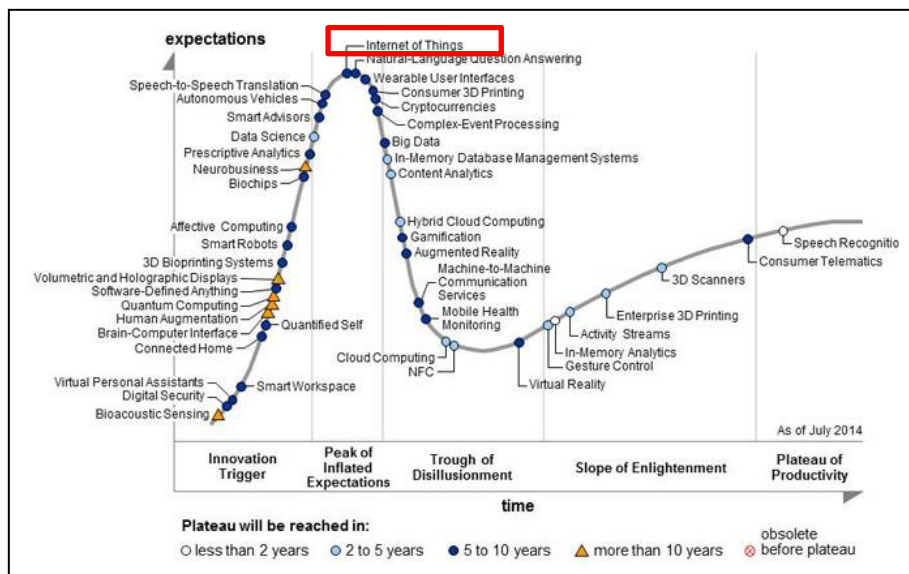 expectations
Internet of Things
Natural-Language Question Answering
Wearable User Interfaces
Consumer 3D Printing
Cryptocurrencies
Complex-Event Processing
Big Data
In-Memory Database Management Systems
Content Analytics
Hybrid Cloud Computing
Gamification
Augmented Reality
Machine-to-Machine
Communication
Services
Mobile Health
Monitoring
Speech-to-Speech Translation
Autonomous Vehicles
Smart Advisors
Data Science
Prescriptive Analytics
Neurobusiness
Biochips
Affective Computing
Smart Robots
3D Bioprinting Systems
Volumetric and Holographic Displays
Software-Defined Anything
Quantum Computing
Human Augmentation
Brain-Computer Interface
Connected Home
Quantified Self
Virtual Personal Assistants
Digital Security
Bioacoustic Sensing
Smart Workspace
Cloud Computing
NFC
Virtual Reality
Gesture Control
In-Memory Analytics
Activity Streams
Enterprise 3D Printing
3D Scanners
Consumer Telematics
Speech Recognitio
As of July 2014
Innovation
Trigger
Peak of
Inflated
Expectations
Trough of
Disillusionment
Slope of Enlightenment
Plateau of
Productivity
time
Plateau will be reached in:
less than 2 years
2 to 5 years
5 to 10 years
more than 10 years
obsolete
before plateau